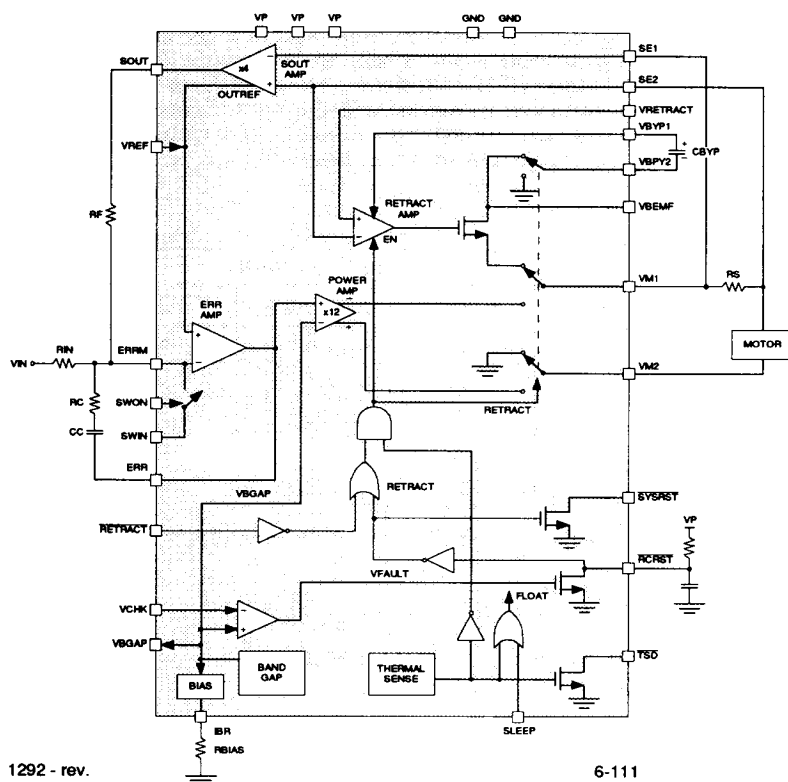 VP VP VP GND GND
SOUT
x4
SOUT
AMP
OUTREF
SE1
SE2
VRETRACT
VBYP1
CBYP
VBPY2
VREF
RETRACT
AMP
EN
VBEMF
RF
POWER
AMP
x12
VM1
RS
ERR
AMP
MOTOR
VIN
RIN
ERRM
VM2
RC
SWON
RETRACT
CC
SWIN
ERR
VBGAP
RETRACT
SYSRST
RETRACT
VP
RCRST
VFAULT
FLOAT
VCHK
VBGAP
BAND
GAP
THERMAL
SENSE
TSD
BIAS
IBR
SLEEP
RBIAS
1292 - rev.
6-111